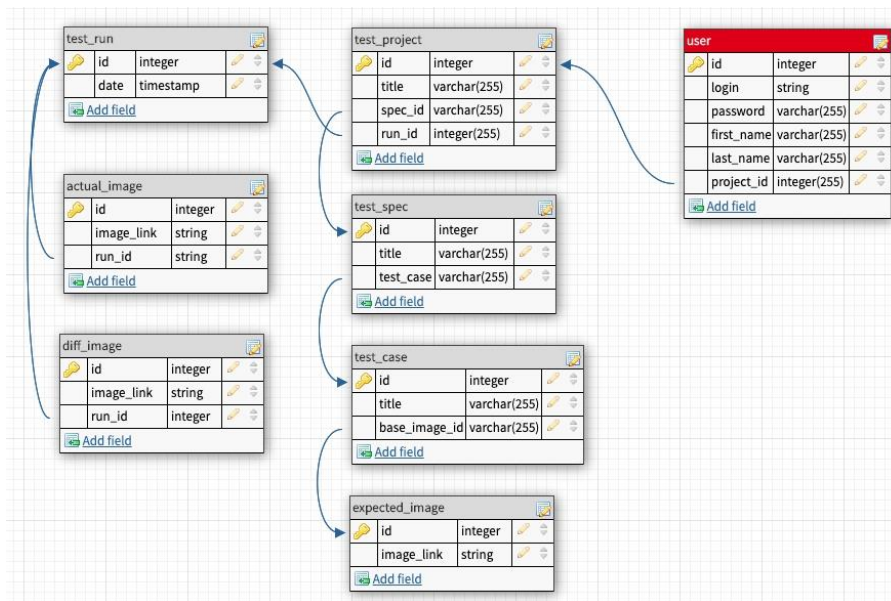 test_run
id integer
date timestamp
Add field
test_project
id integer
title varchar(255)
spec_id varchar(255)
run_id integer(255)
Add field
user
id integer
login string
password varchar(255)
first_name varchar(255)
last_name varchar(255)
project_id integer(255)
Add field
actual_image
id integer
image_link string
run_id string
Add field
test_spec
id integer
title varchar(255)
test_case varchar(255)
Add field
diff_image
id integer
image_link string
run_id integer
Add field
test_case
id integer
title varchar(255)
base_image_id varchar(255)
Add field
expected_image
id integer
image_link string
Add field